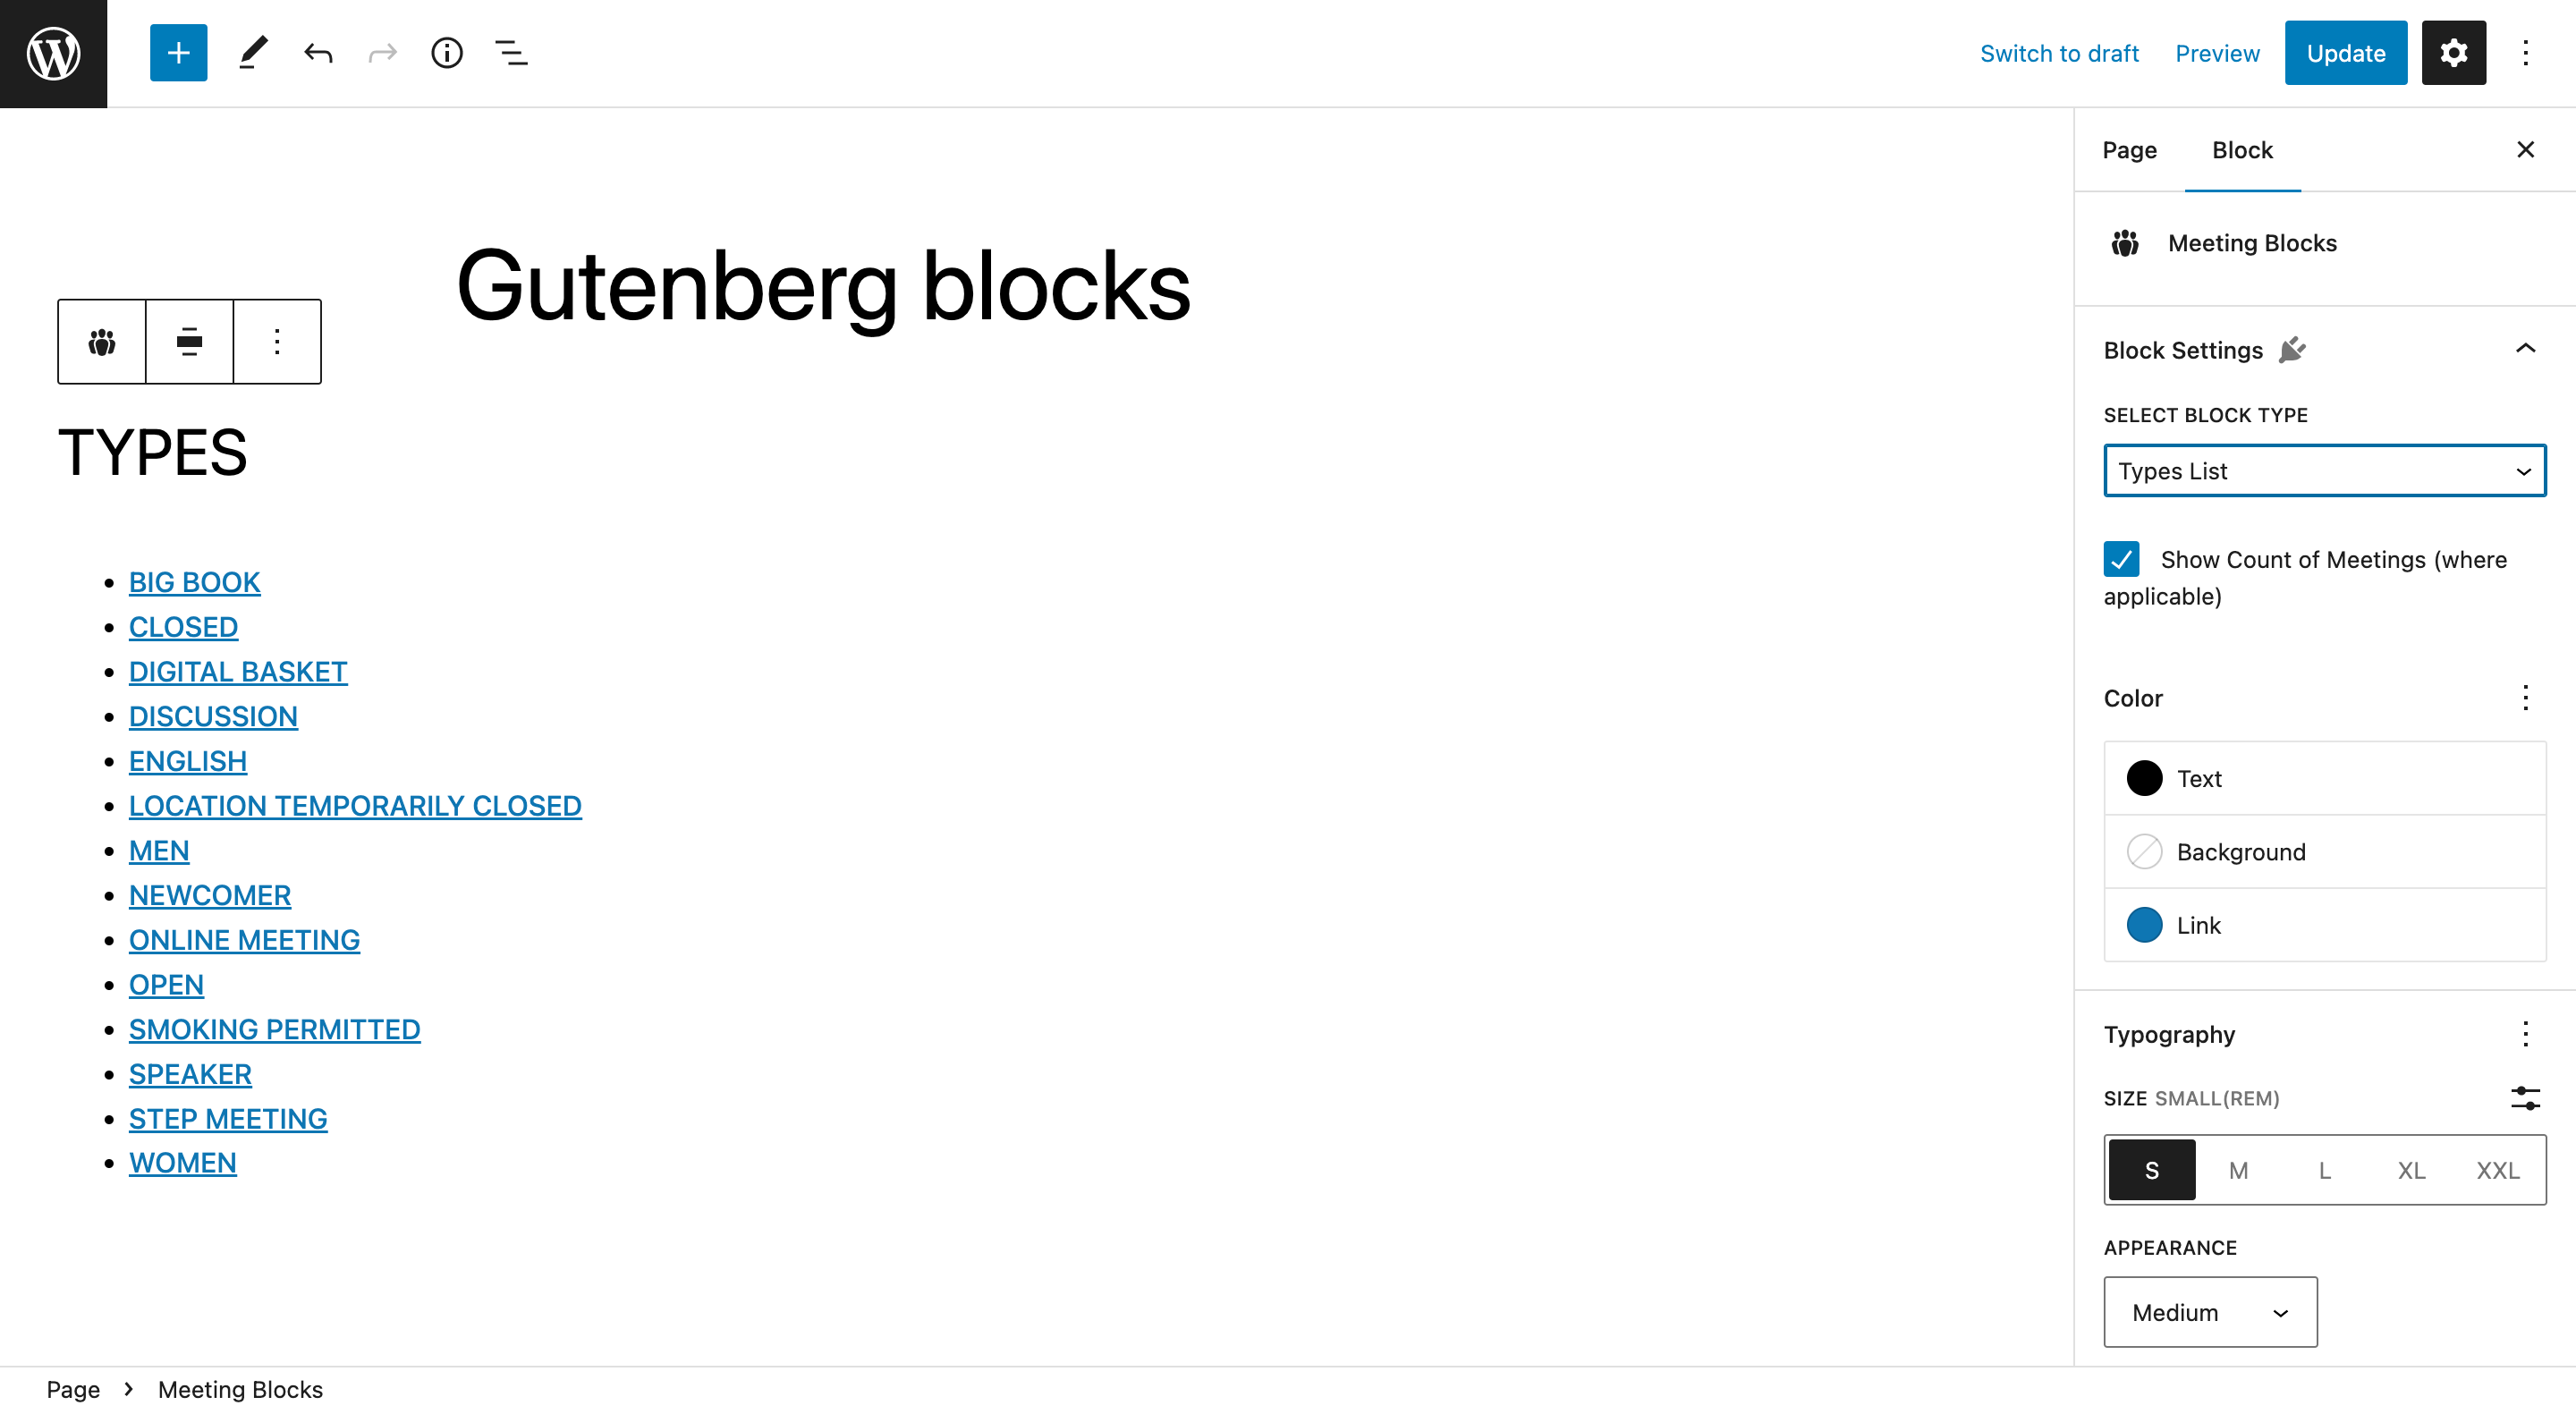 Switch to draft
Preview
Update
Gutenberg blocks
TYPES
BIG BOOK
CLOSED
DIGITAL BASKET
DISCUSSION
ENGLISH
LOCATION TEMPORARILY CLOSED
MEN
NEWCOMER
ONLINE MEETING
OPEN
SMOKING PERMITTED
SPEAKER
STEP MEETING
WOMEN
Page
Block
Meeting Blocks
Block Settings
SELECT BLOCK TYPE
Types List
Show Count of Meetings (where
applicable)
Color
Text
Background
Link
Typography
SIZE SMALL(REM)
S M L XL XXL
APPEARANCE
Medium
Page
Meeting Blocks